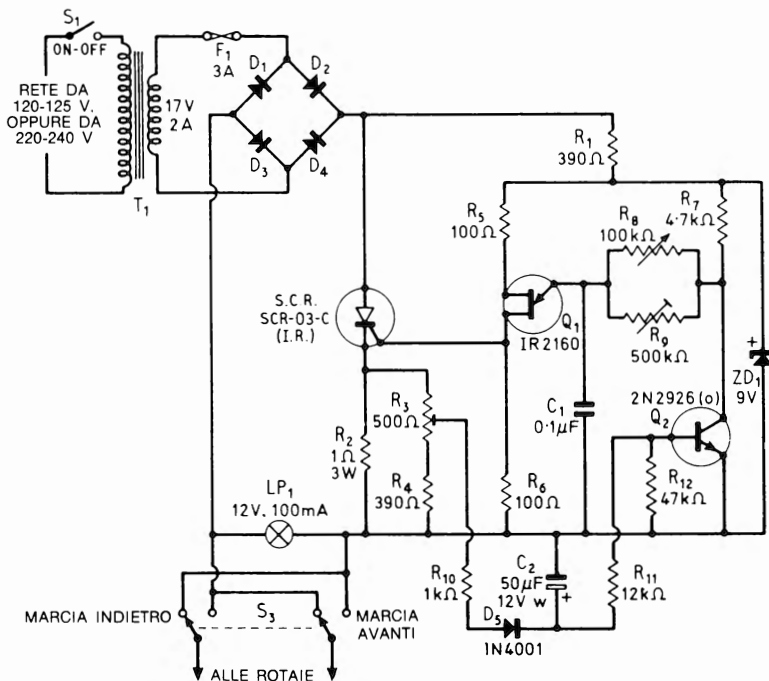 S1
ON-OFF
F1
3A
RETE DA
120-125 V.
OPPURE DA
220-240 V
17V
2A
T1
D1
D2
D3
D4
R1
390Ω
R5
100Ω
R8
100kΩ
R7
4.7kΩ
S.C.R.
SCR-03-C
(I.R.)
Q1
IR2160
R9
500kΩ
+
ZD1
9V
C1
0.1μF
2N2926(o)
Q2
R3
500Ω
R2
1Ω
3W
R4
390Ω
R6
100Ω
R12
47kΩ
LP1
12V, 100mA
R10
1kΩ
C2
50μF
12V w
+
R11
12kΩ
D5
1N4001
MARCIA INDIETRO
S3
MARCIA
AVANTI
ALLE ROTAIE